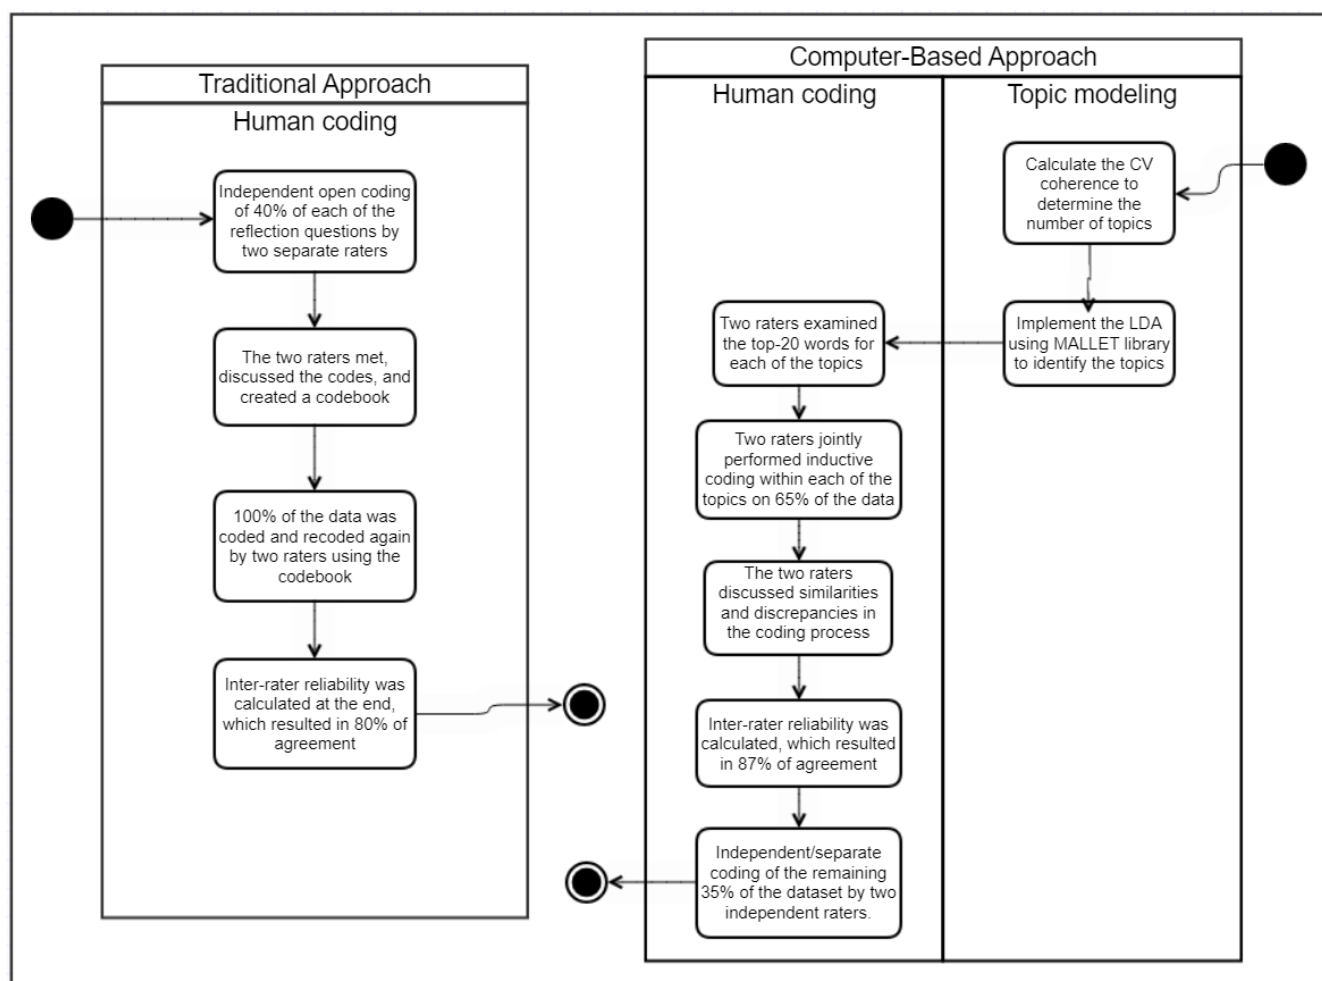 Traditional Approach
Human coding
Independent open coding
of 40% of each of the
reflection questions by
two separate raters
The two raters met,
discussed the codes, and
created a codebook
100% of the data was
coded and recoded again
by two raters using the
codebook
Inter-rater reliability was
calculated at the end,
which resulted in 80% of
agreement
Computer-Based Approach
Human coding
Topic modeling
Calculate the CV
coherence to
determine the
number of topics
Implement the LDA
using MALLET library
to identify the topics
Two raters examined
the top-20 words for
each of the topics
Two raters jointly
performed inductive
coding within each of the
topics on 65% of the data
The two raters
discussed similarities
and discrepancies in
the coding process
Inter-rater reliability was
calculated, which resulted
in 87% of agreement
Independent/separate
coding of the remaining
35% of the dataset by two
independent raters.